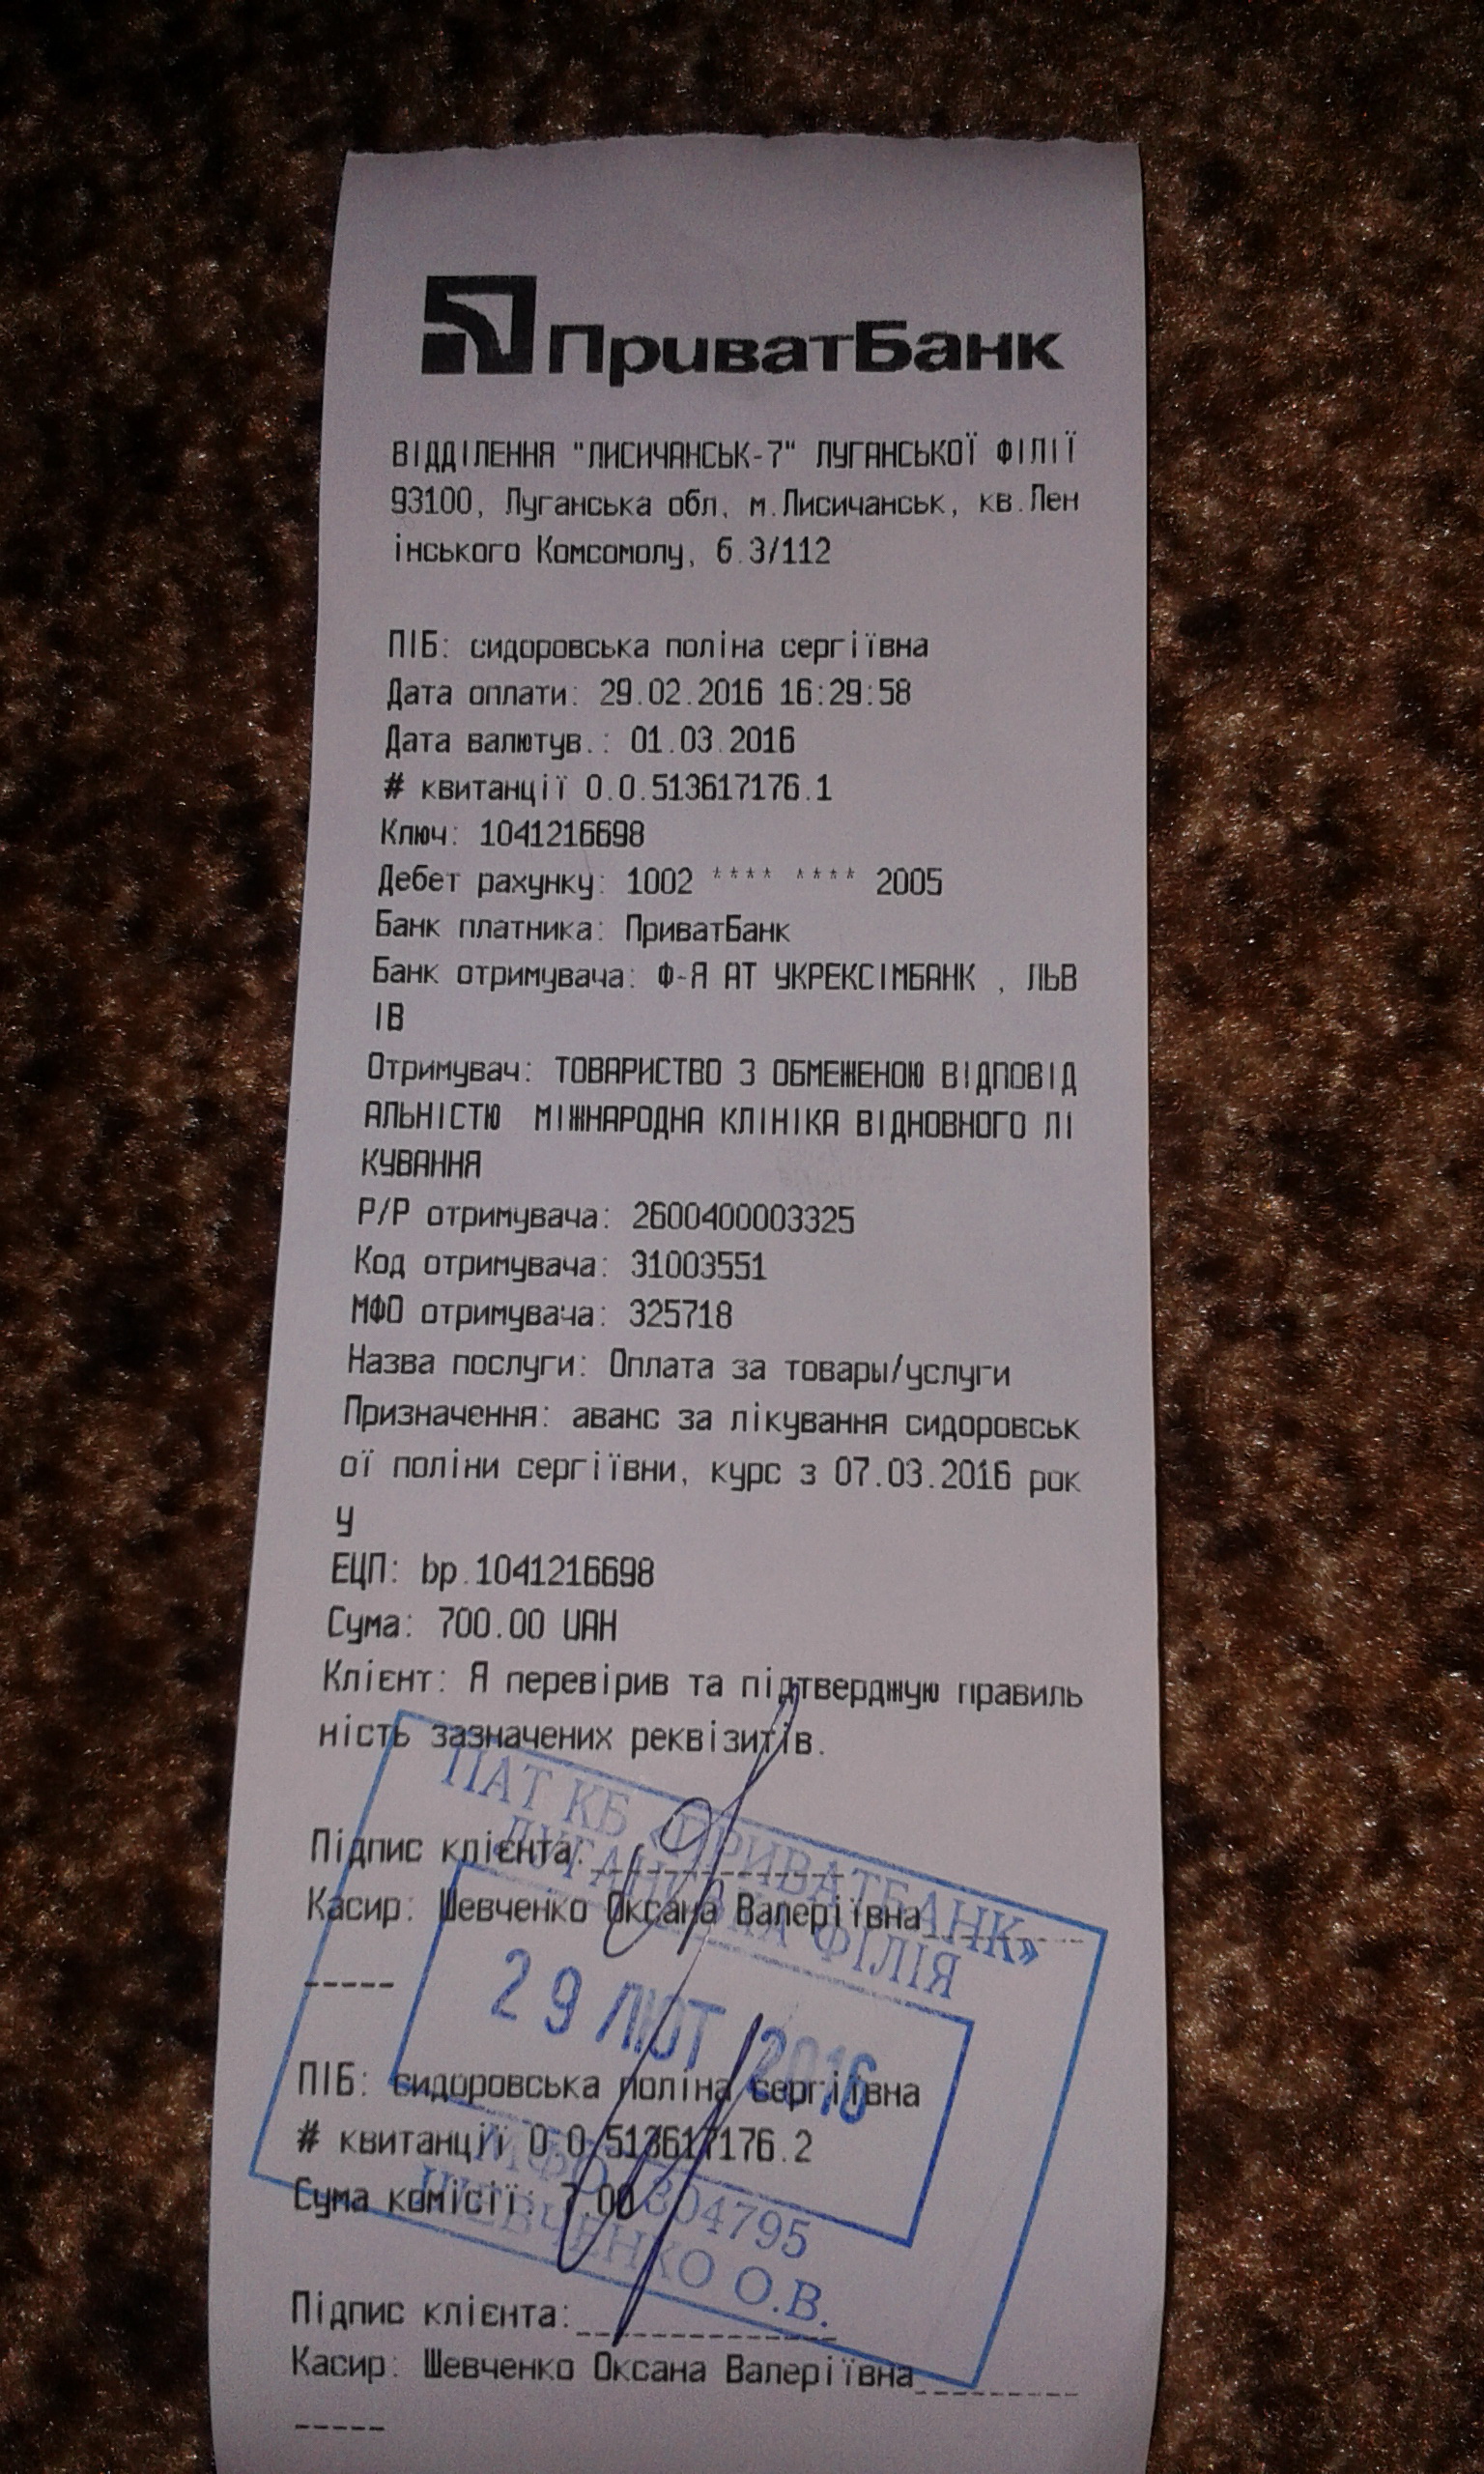 ПриватБанк
ВІДДІЛЕННЯ "ЛИСИЧАНСЬК-7" ЛУГАНСЬКОЇ ФІЛІЇ
93100, Луганська обл, м.Лисичанськ, кв.Лен
інського Комсомолу, б.3/112
ПІБ: сидоровська поліна сергіївна
Дата оплати: 29.02.2016 16:29:58
Дата валютув.: 01.03.2016
# квитанції 0.0.513617176.1
Ключ: 1041216698
Дебет рахунку: 1002 **** **** 2005
Банк платника: ПриватБанк
Банк отримувача: Ф-Я АТ УКРЕКСІМБАНК , ЛЬВ
ІВ
Отримувач: ТОВАРИСТВО З ОБМЕЖЕНОЮ ВІДПОВІД
АЛЬНІСТЮ МІЖНАРОДНА КЛІНІКА ВІДНОВНОГО ЛІ
КУВАННЯ
Р/Р отримувача: 2600400003325
Код отримувача: 31003551
МФО отримувача: 325718
Назва послуги: Оплата за товары/услуги
Призначення: аванс за лікування сидоровськ
ої поліни сергіївни, курс з 07.03.2016 рок
у
ЕЦП: bp.1041216698
Сума: 700.00 UAH
Клієнт: Я перевірив та підтверджую правиль
ність зазначених реквізитів.
ПАТ КБ «ПРИВАТБАНК»
ЛУГАНСЬКА ФІЛІЯ
Підпис клієнта:
Касир: Шевченко Оксана Валеріївна
29 ЛЮТ 2016
ПІБ: сидоровська поліна сергіївна
# квитанції 0.0.513617176.2
МФО 304795
Сума комісії: 7.00
ШЕВЧЕНКО О.В.
Підпис клієнта:
Касир: Шевченко Оксана Валеріївна